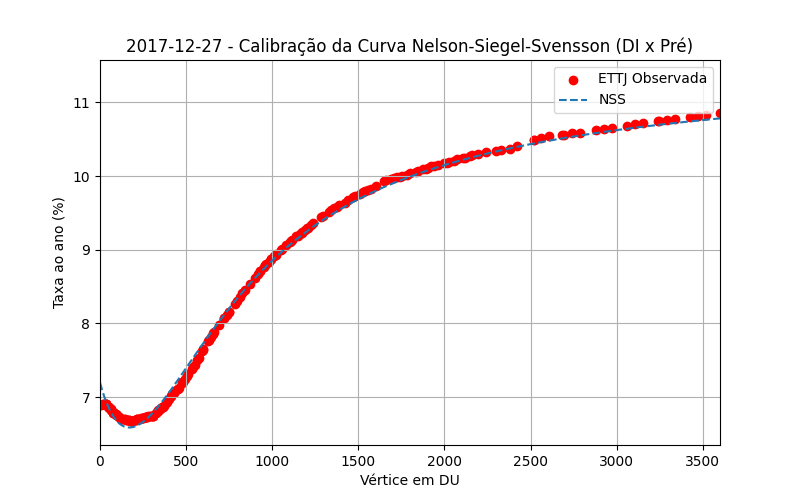 2017-12-27 - Calibração da Curva Nelson-Siegel-Svensson (DI x Pré)
ETTJ Observada
NSS
Taxa ao ano (%)
11
10
9
8
7
0 500 1000 1500 2000 2500 3000 3500
Vértice em DU